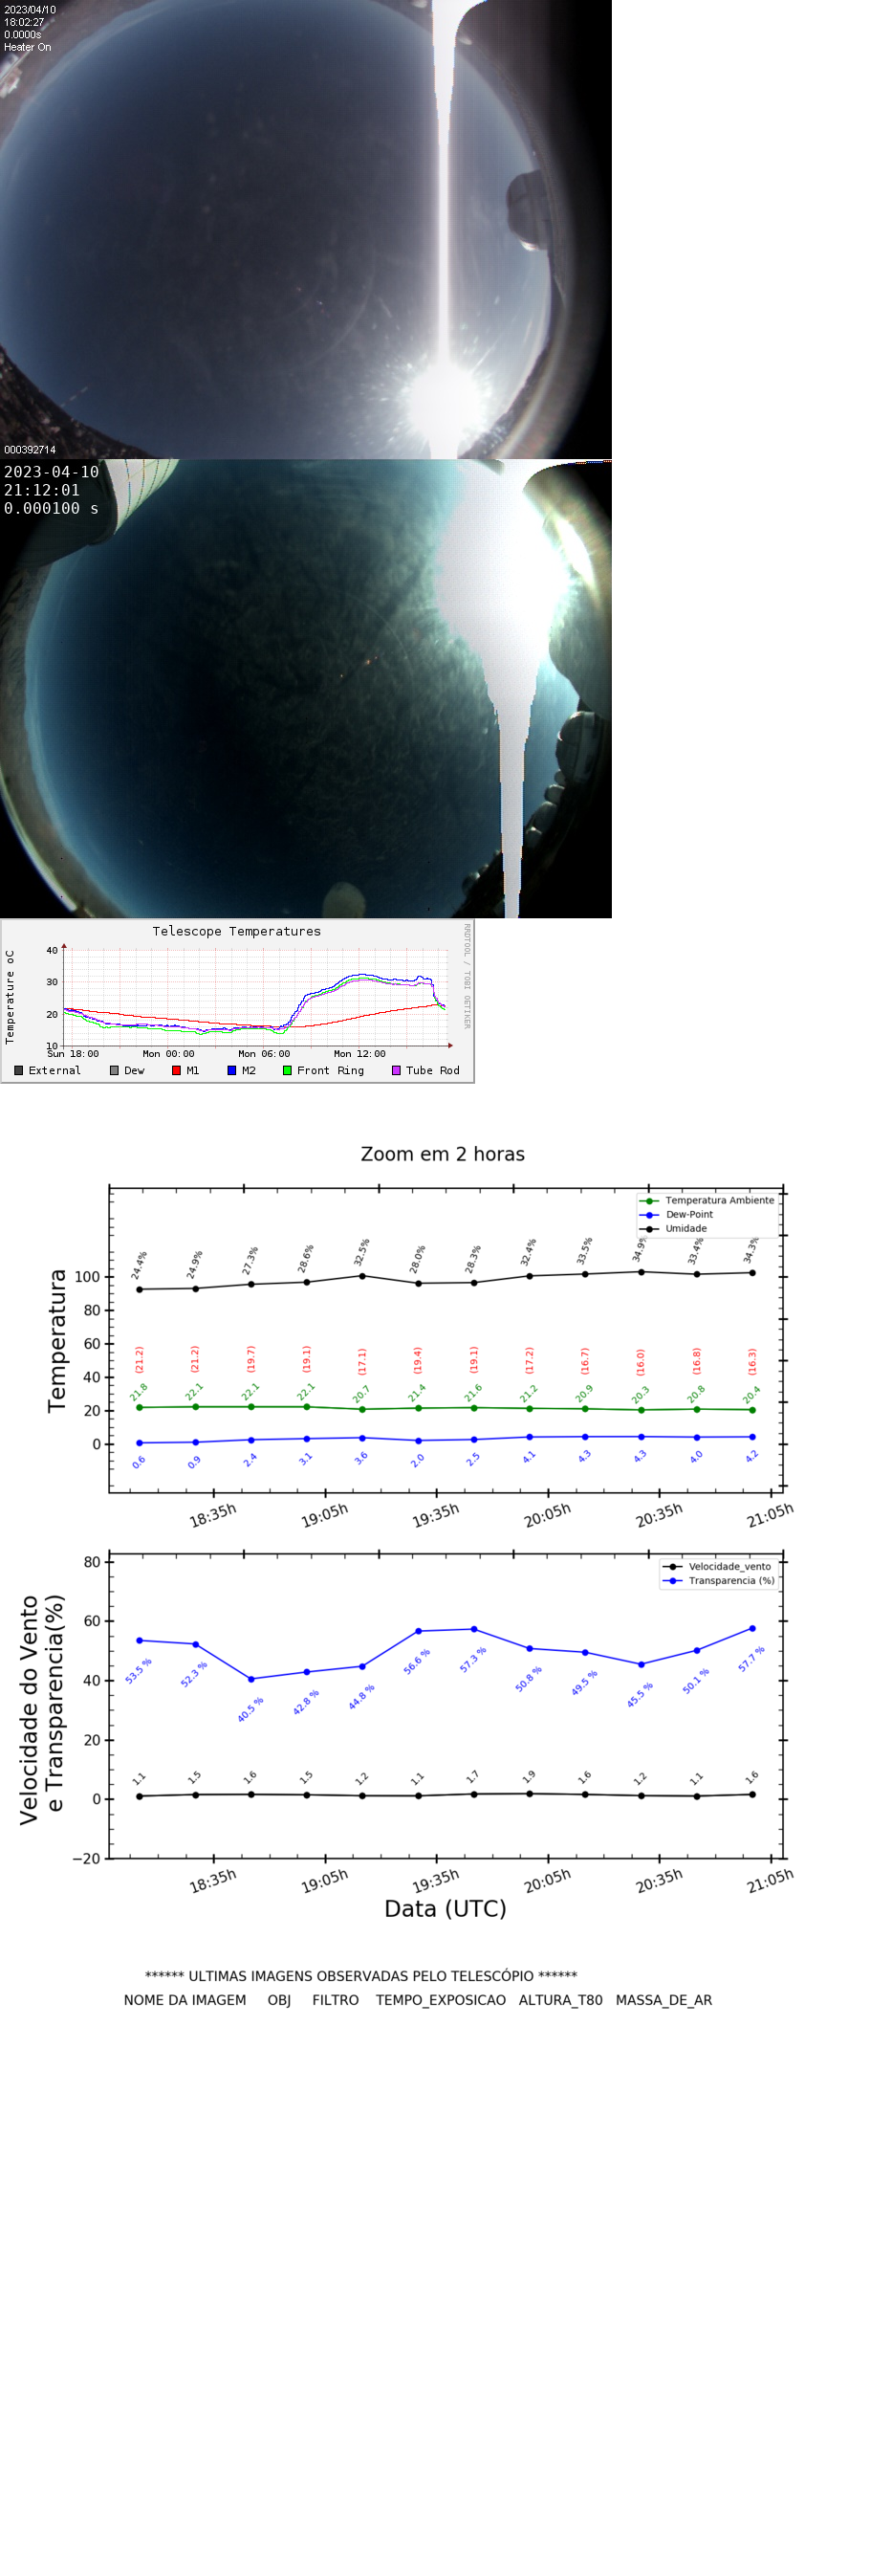 2023/04/10
18:02:27
0.0000s
Heater On
000392714
2023-04-10
21:12:01
0.000100 s
Telescope Temperatures
RRDTOOL / TOBI OETIKER
Temperature oC
40
30
20
10
Sun 18:00 Mon 00:00 Mon 06:00 Mon 12:00
External Dew M1 M2 Front Ring Tube Rod
Zoom em 2 horas
Temperatura Ambiente
Dew-Point
Umidade
Temperatura
100
80
60
40
20
0
24.4% 24.9% 27.3% 28.6% 32.5% 28.0% 28.3% 32.4% 33.5% 34.9% 33.4% 34.3%
(21.2) (21.2) (19.7) (19.1) (17.1) (19.4) (19.1) (17.2) (16.7) (16.0) (16.8) (16.3)
21.8 22.1 22.1 22.1 20.7 21.4 21.6 21.2 20.9 20.3 20.8 20.4
0.6 0.9 2.4 3.1 3.6 2.0 2.5 4.1 4.3 4.3 4.0 4.2
18:35h 19:05h 19:35h 20:05h 20:35h 21:05h
Velocidade_vento
Transparencia (%)
Velocidade do Vento
e Transparencia(%)
80
60
40
20
0
−20
53.5 % 52.3 % 40.5 % 42.8 % 44.8 % 56.6 % 57.3 % 50.8 % 49.5 % 45.5 % 50.1 % 57.7 %
1.1 1.5 1.6 1.5 1.2 1.1 1.7 1.9 1.6 1.2 1.1 1.6
18:35h 19:05h 19:35h 20:05h 20:35h 21:05h
Data (UTC)
****** ULTIMAS IMAGENS OBSERVADAS PELO TELESCÓPIO ******
NOME DA IMAGEM OBJ FILTRO TEMPO_EXPOSICAO ALTURA_T80 MASSA_DE_AR